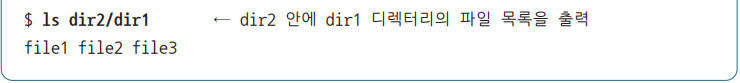 $ ls dir2/dir1 ← dir2 안에 dir1 디렉터리의 파일 목록을 출력
file1 file2 file3